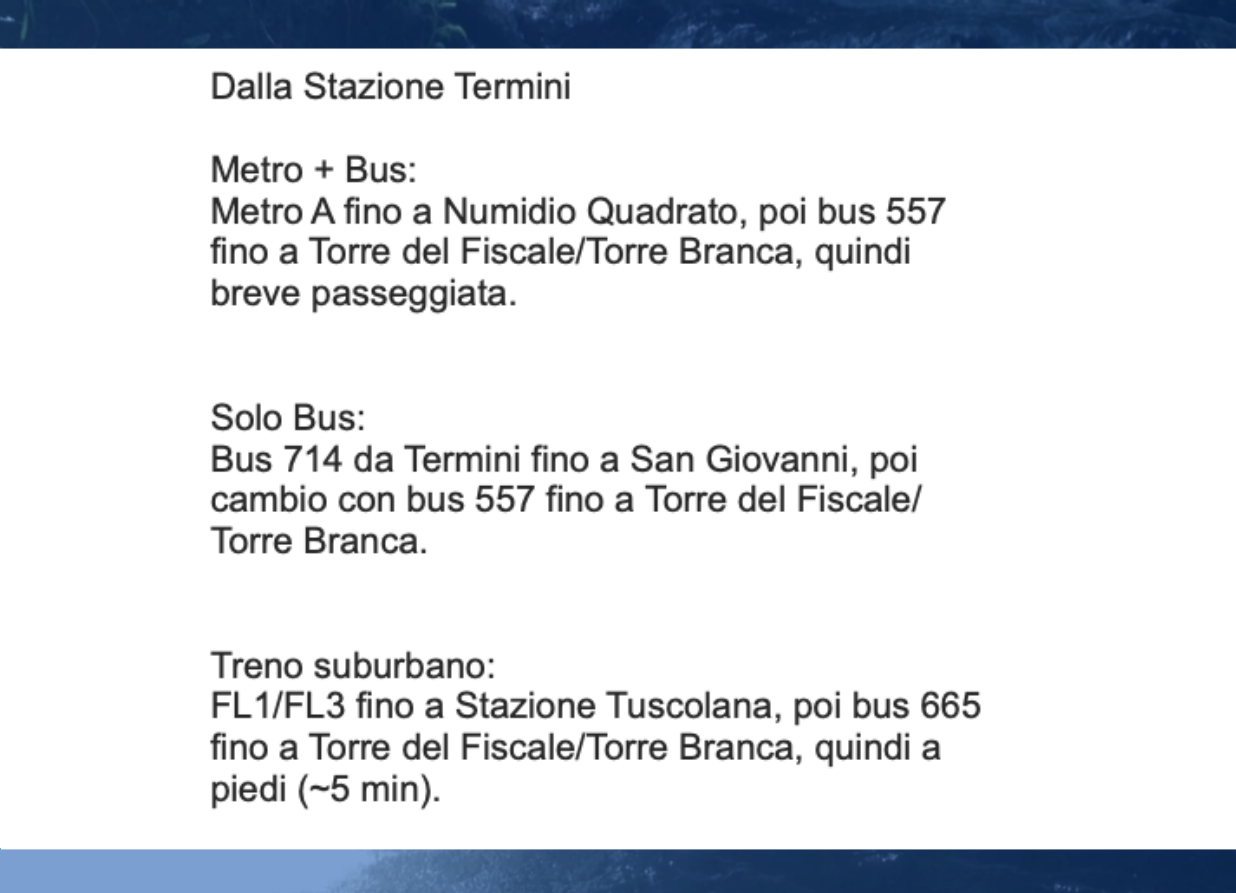 Dalla Stazione Termini
Metro + Bus:
Metro A fino a Numidio Quadrato, poi bus 557
fino a Torre del Fiscale/Torre Branca, quindi
breve passeggiata.
Solo Bus:
Bus 714 da Termini fino a San Giovanni, poi
cambio con bus 557 fino a Torre del Fiscale/
Torre Branca.
Treno suburbano:
FL1/FL3 fino a Stazione Tuscolana, poi bus 665
fino a Torre del Fiscale/Torre Branca, quindi a
piedi (~5 min).